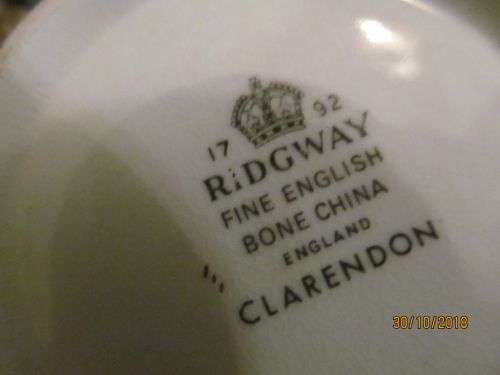 17 92
RiDGWAY
FINE ENGLISH
BONE CHINA
ENGLAND
CLARENDON
30/10/2018